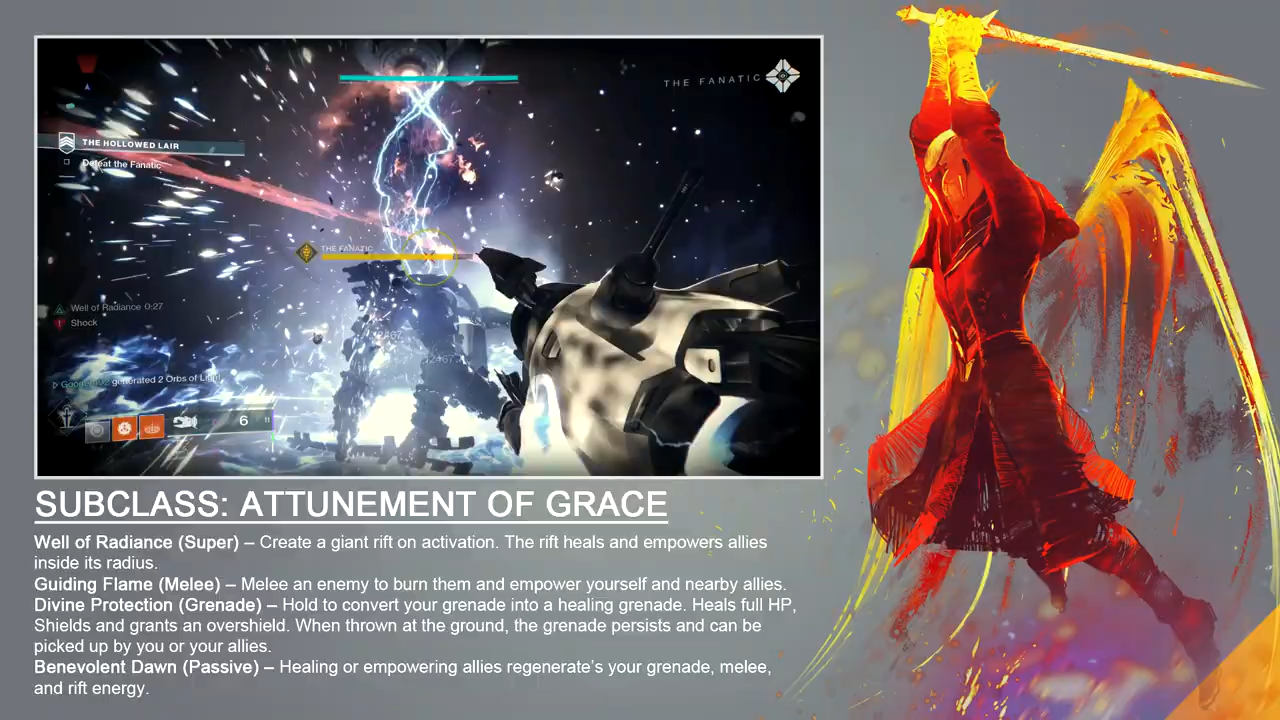 THE FANATIC
THE HOLLOWED LAIR
Defeat the Fanatic
THE FANATIC
Well of Radiance 0:27
Shock
generated 2 Orbs of Light
6
SUBCLASS: ATTUNEMENT OF GRACE
Well of Radiance (Super) – Create a giant rift on activation. The rift heals and empowers allies
inside its radius.
Guiding Flame (Melee) – Melee an enemy to burn them and empower yourself and nearby allies.
Divine Protection (Grenade) – Hold to convert your grenade into a healing grenade. Heals full HP,
Shields and grants an overshield. When thrown at the ground, the grenade persists and can be
picked up by you or your allies.
Benevolent Dawn (Passive) – Healing or empowering allies regenerate's your grenade, melee,
and rift energy.